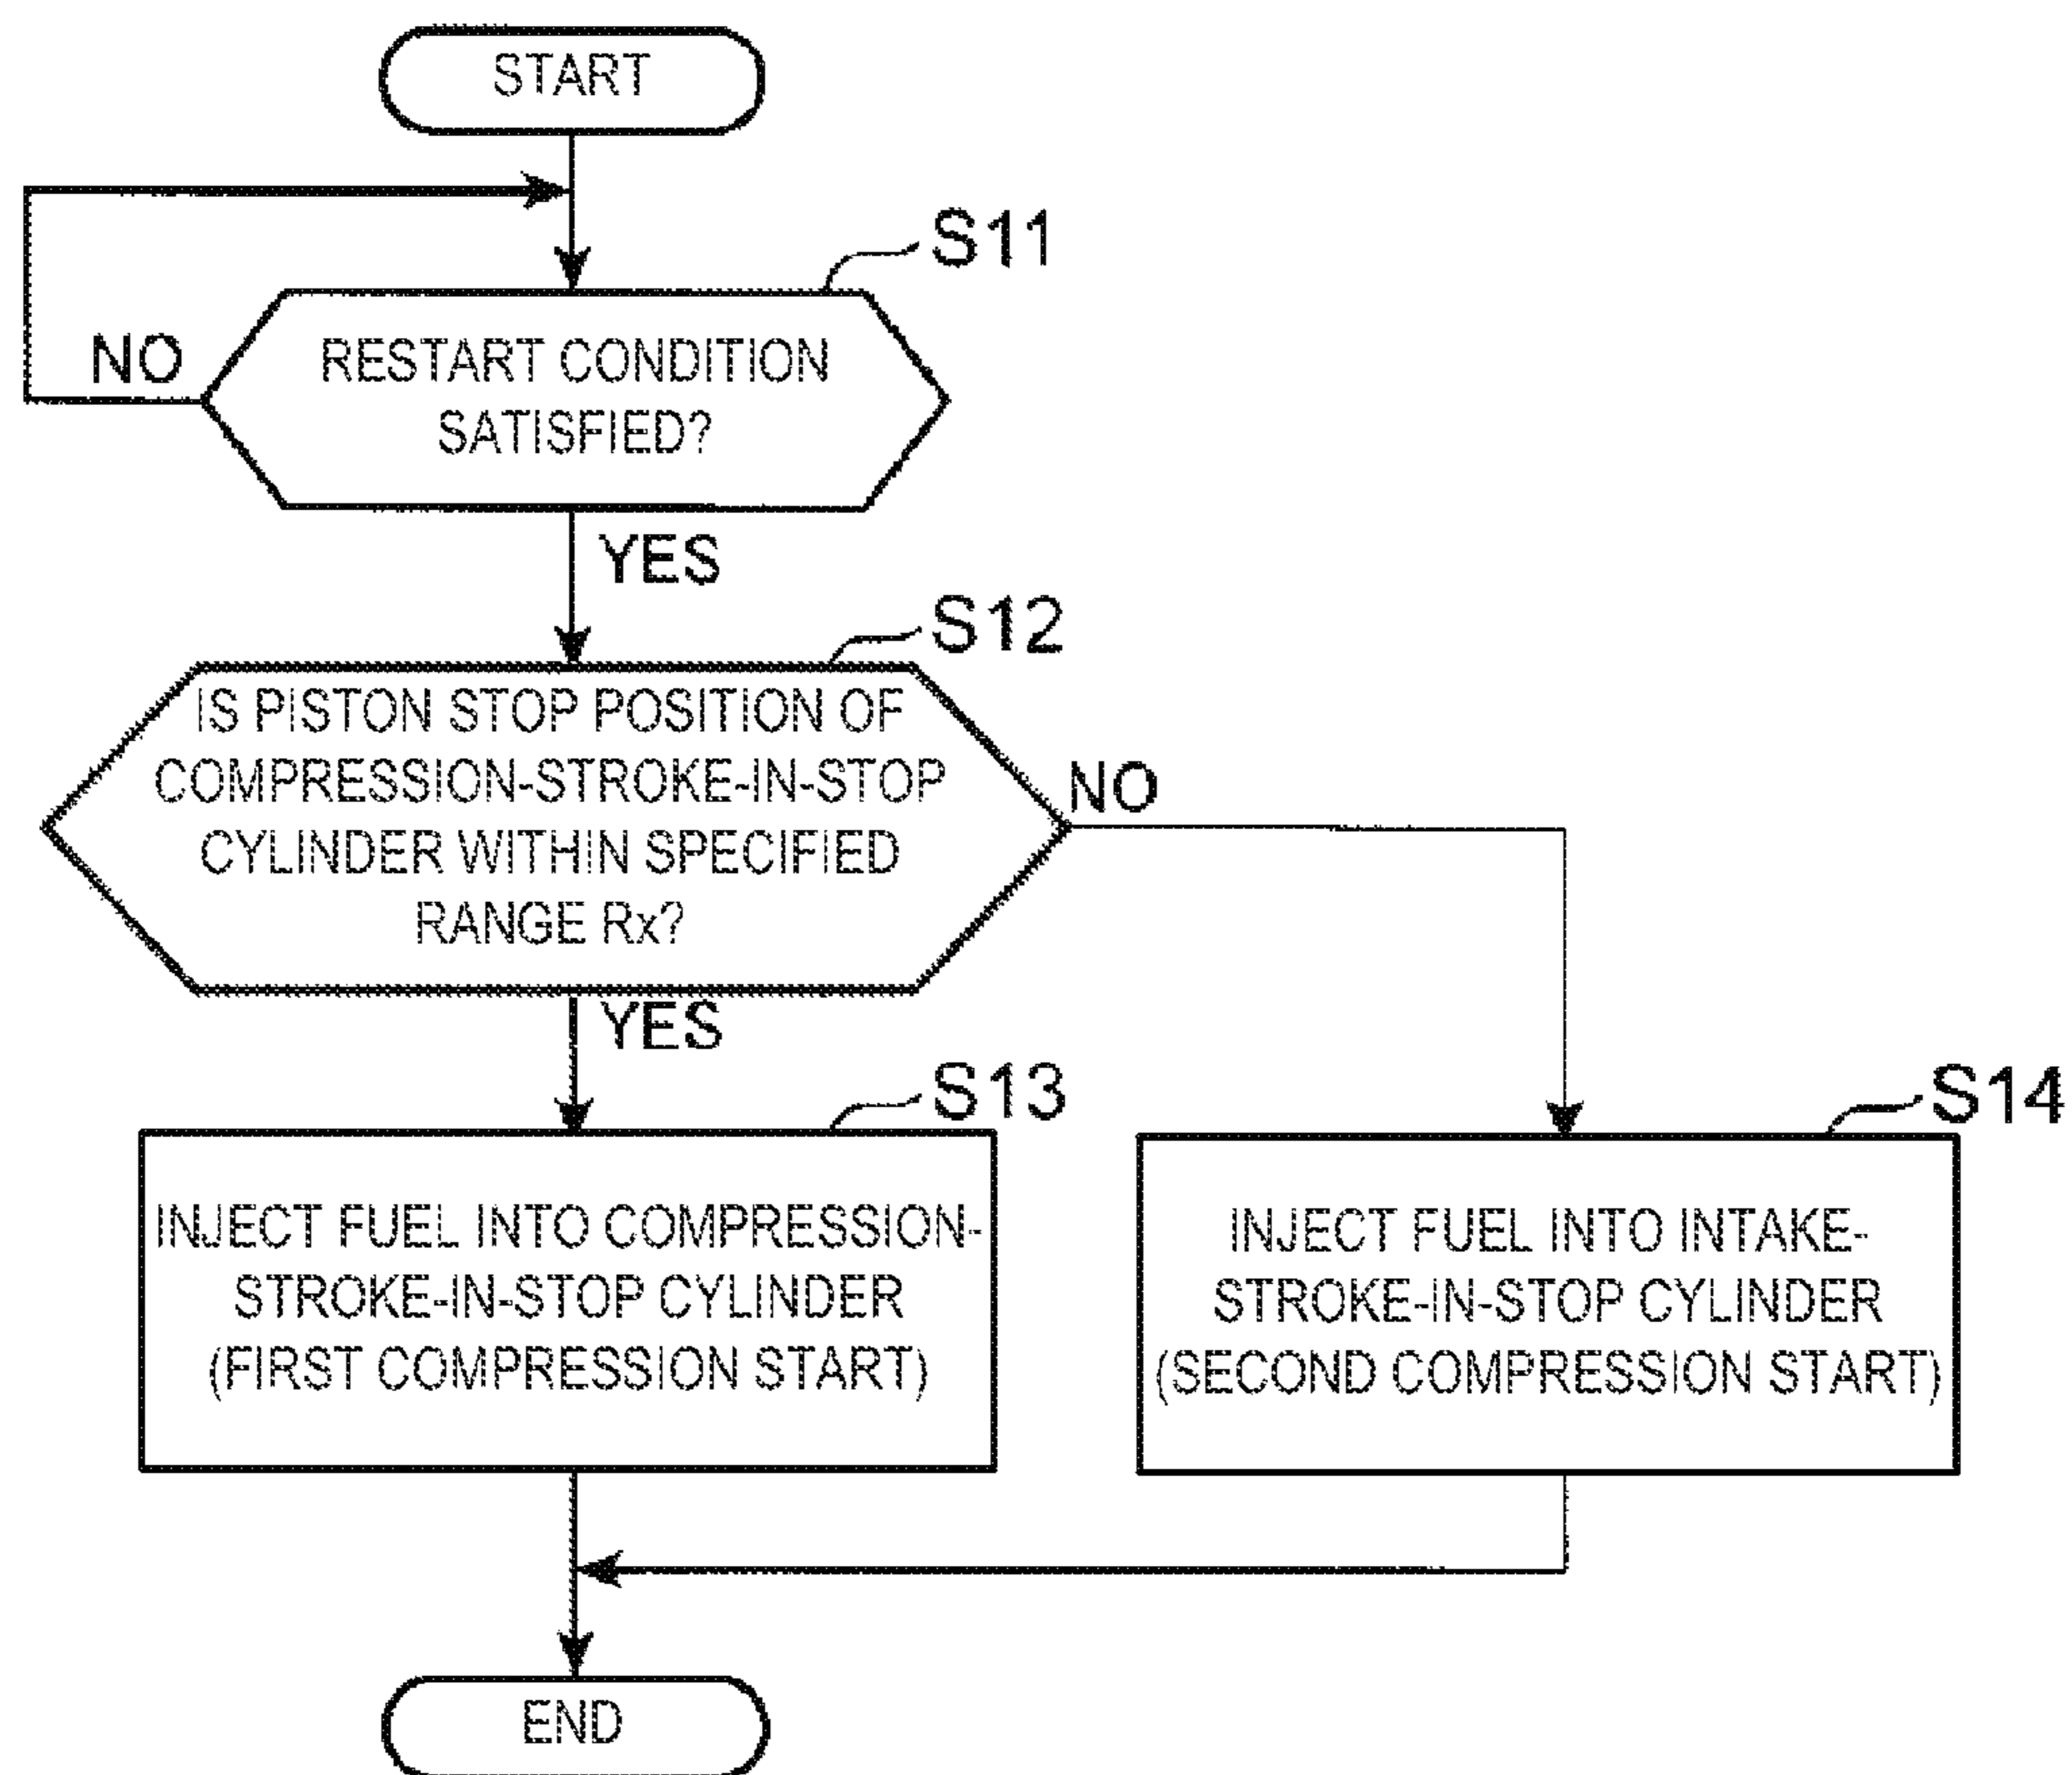 START
S11
NO
RESTART CONDITION
SATISFIED?
YES
S12
IS PISTON STOP POSITION OF
COMPRESSION-STROKE-IN-STOP
CYLINDER WITHIN SPECIFIED
RANGE Rx?
NO
YES
S13
INJECT FUEL INTO COMPRESSION-
STROKE-IN-STOP CYLINDER
(FIRST COMPRESSION START)
S14
INJECT FUEL INTO INTAKE-
STROKE-IN-STOP CYLINDER
(SECOND COMPRESSION START)
END